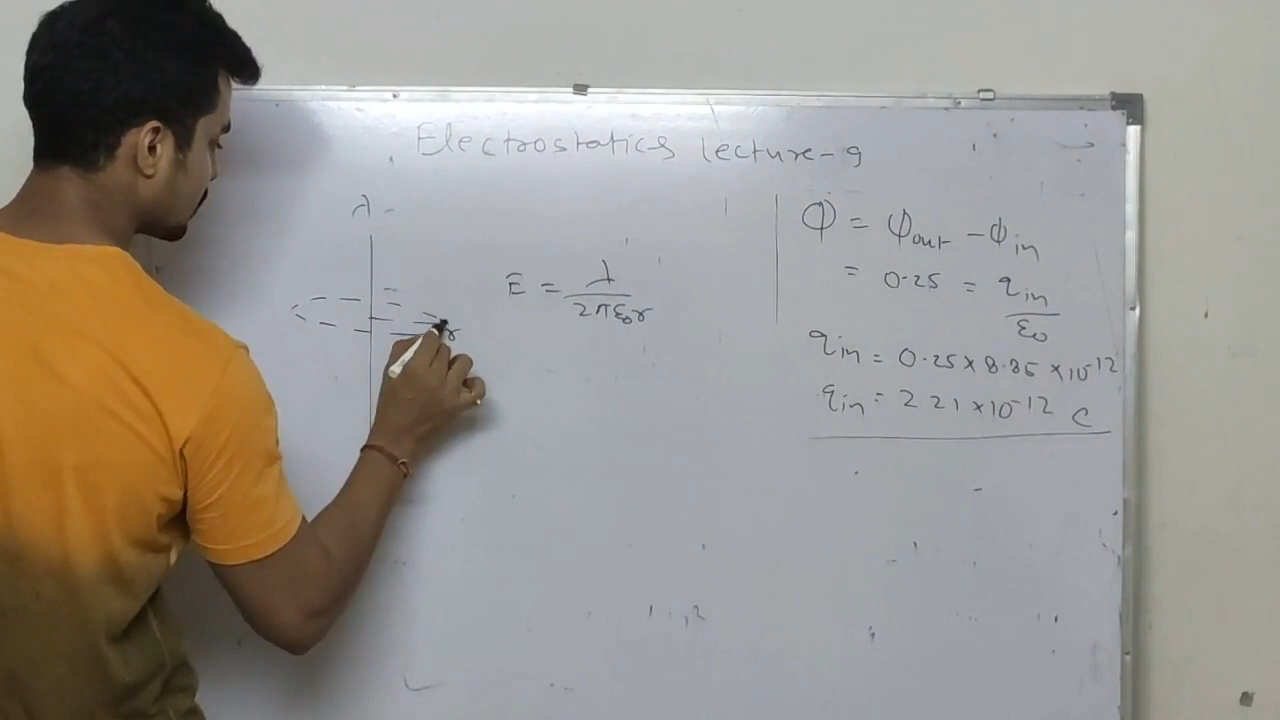 Electrostatics lecture-9
λ -
r
E = λ / 2πε₀r
Φ = φout - φin
= 0.25 = qin / ε₀
qin = 0.25 × 8.85 × 10⁻¹²
qin = 2.21 × 10⁻¹² C